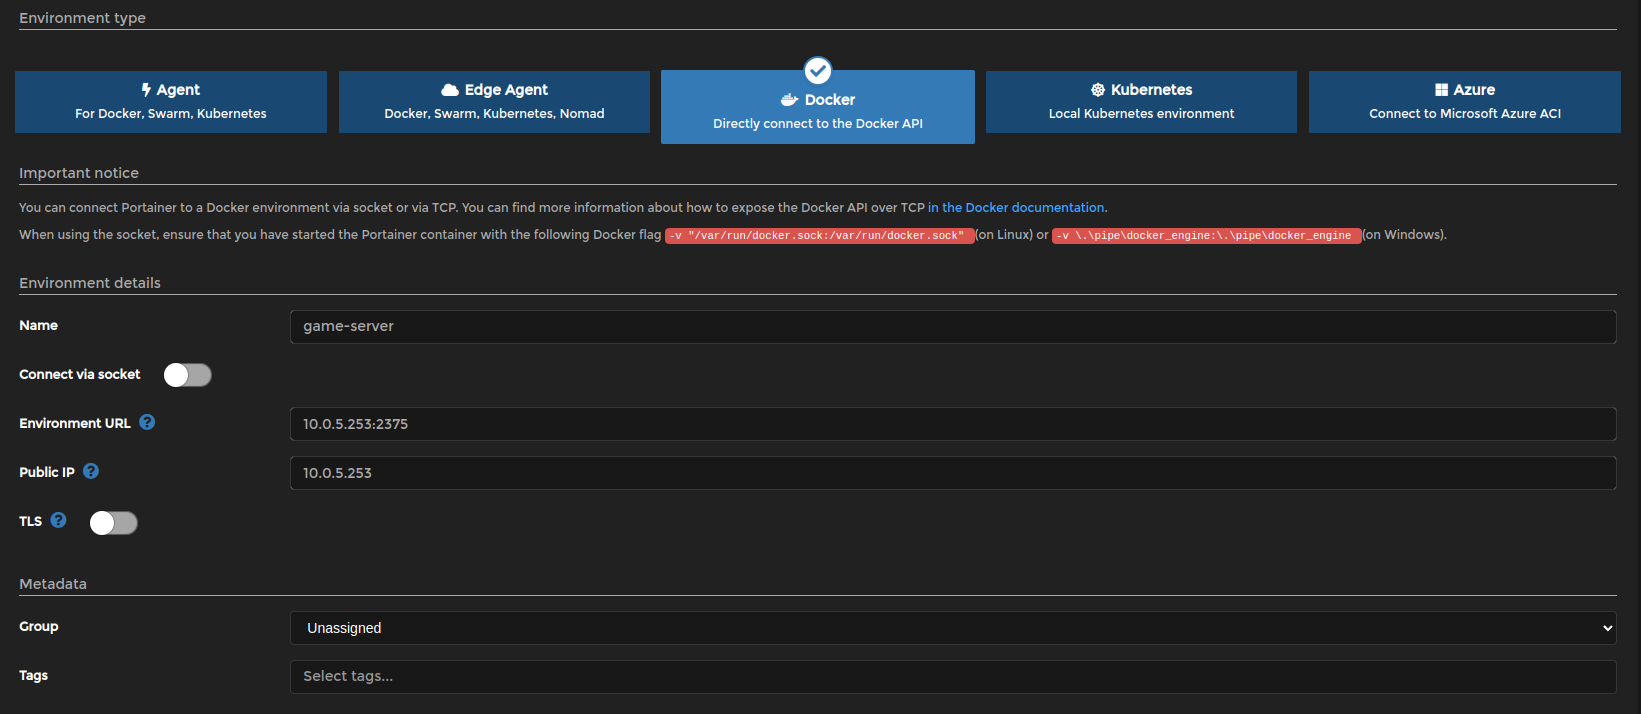 Environment type
Agent
For Docker, Swarm, Kubernetes
Edge Agent
Docker, Swarm, Kubernetes, Nomad
Docker
Directly connect to the Docker API
Kubernetes
Local Kubernetes environment
Azure
Connect to Microsoft Azure ACI
Important notice
You can connect Portainer to a Docker environment via socket or via TCP. You can find more information about how to expose the Docker API over TCP in the Docker documentation.
When using the socket, ensure that you have started the Portainer container with the following Docker flag -v "/var/run/docker.sock:/var/run/docker.sock" (on Linux) or -v \.\pipe\docker_engine:\.\pipe\docker_engine (on Windows).
Environment details
Name
game-server
Connect via socket
Environment URL ?
10.0.5.253:2375
Public IP ?
10.0.5.253
TLS ?
Metadata
Group
Unassigned
Tags
Select tags...